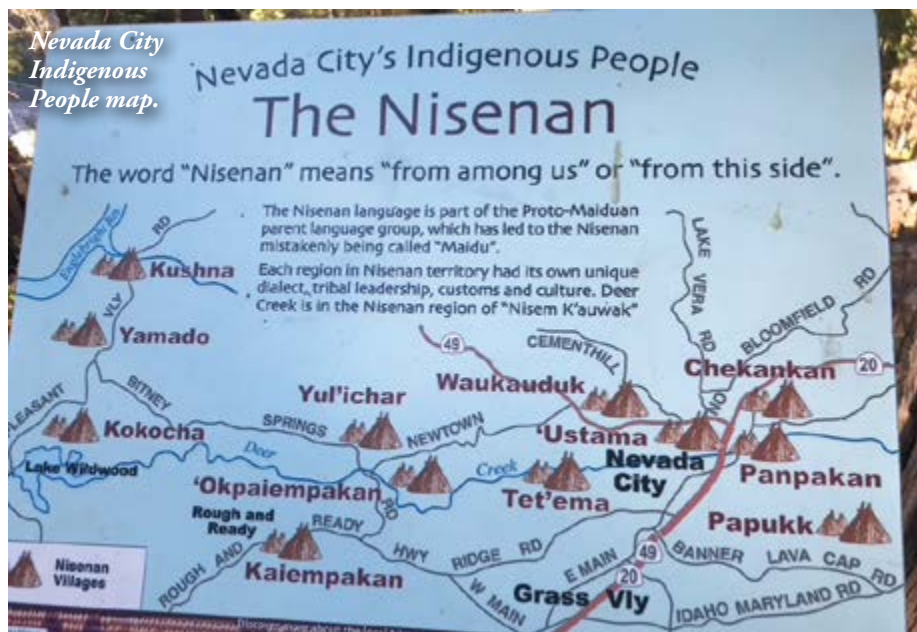 Nevada City
Indigenous
People map.
Nevada City's Indigenous People
The Nisenan
The word "Nisenan" means "from among us" or "from this side".
The Nisenan language is part of the Proto-Maiduan
parent language group, which has led to the Nisenan
mistakenly being called "Maidu".
Each region in Nisenan territory had its own unique
dialect, tribal leadership, customs and culture. Deer
Creek is in the Nisenan region of "Nisem K'auwak"
Englebright
RD
Kushna
VLY
Yamado
LEASANT
BITNEY
SPRINGS
RD
Kokocha
Lake Wildwood
Yul'ichar
NEWTOWN
49
CEMENTHILL
Waukauduk
LAKE
VERA
RD
BLOOMFIELD
RD
Chekankan
20
'Ustama
Nevada
City
Deer
Creek
'Okpaiempakan
Tet'ema
Panpakan
Papukk
Rough and
Ready
ROUGH AND
READY
HWY
Kaiempakan
RIDGE RD
W MAIN
E MAIN
49
20
Grass Vly
BANNER
LAVA CAP
RD
IDAHO MARYLAND RD
Nisenan
Villages